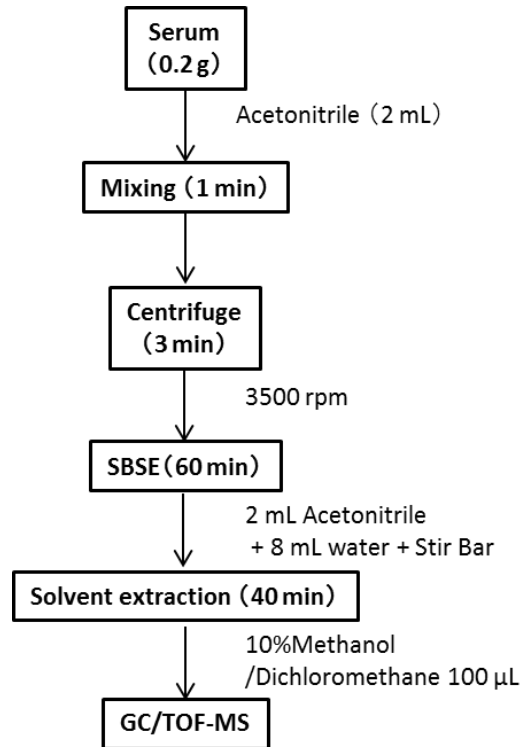 Serum
（0.2 g）
Acetonitrile（2 mL）
Mixing（1 min）
Centrifuge
（3 min）
3500 rpm
SBSE（60 min）
2 mL Acetonitrile
+ 8 mL water + Stir Bar
Solvent extraction（40 min）
10%Methanol
/Dichloromethane 100 µL
GC/TOF-MS